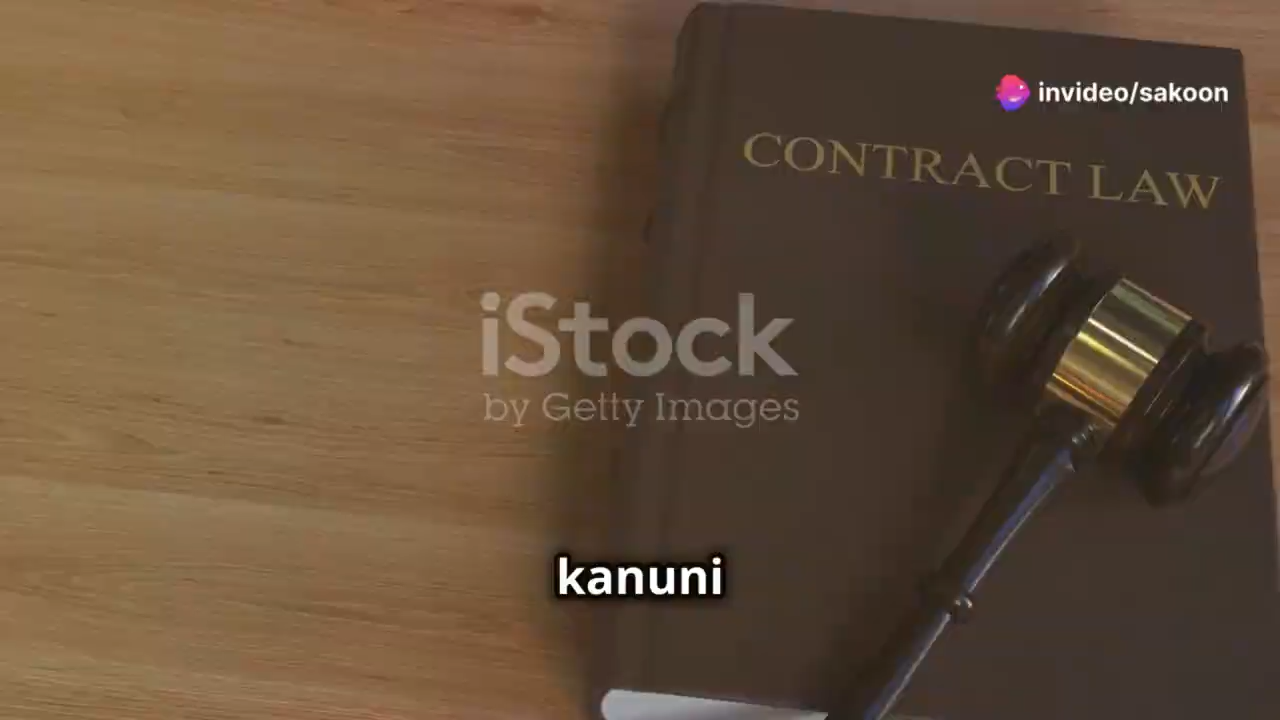 invideo/sakoon
CONTRACT LAW
iStock
by Getty Images
kanuni